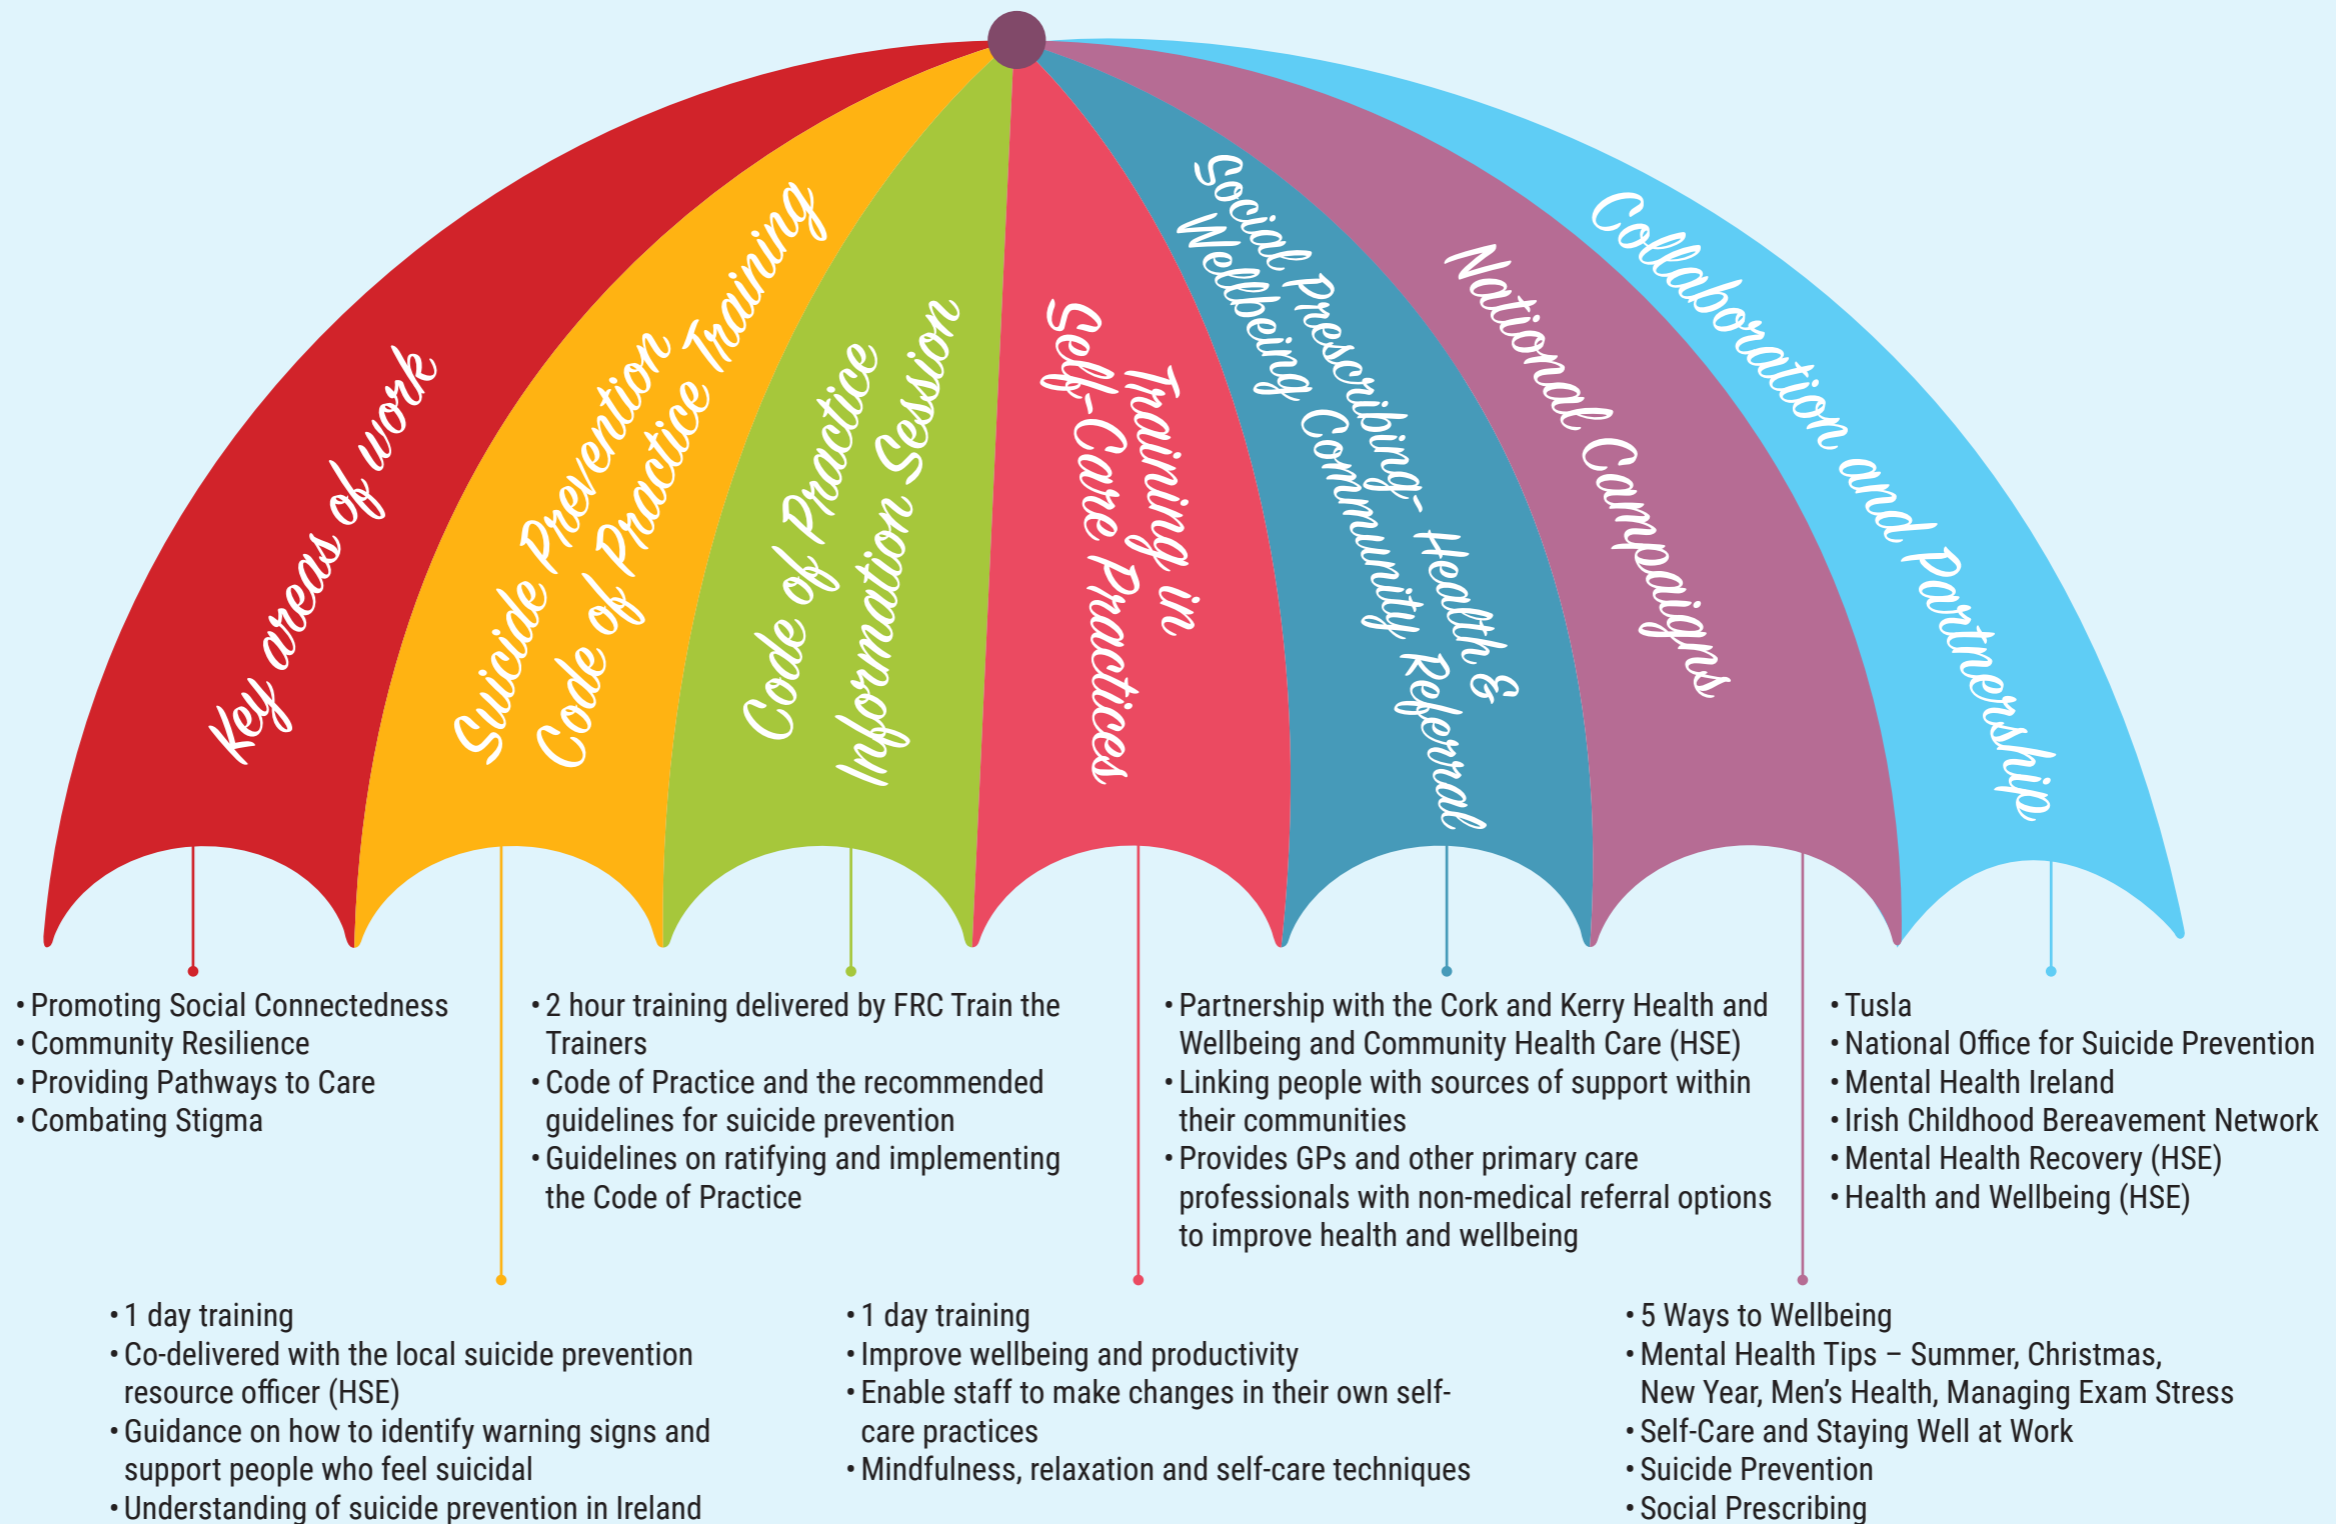 Key areas of work
Suicide Prevention
Code of Practice Training
Code of Practice
Information Session
Training in
Self-Care Practices
Social Prescribing- Health &
Wellbeing Community Referral
National Campaigns
Collaboration and Partnership
• Promoting Social Connectedness
• Community Resilience
• Providing Pathways to Care
• Combating Stigma
• 1 day training
• Co-delivered with the local suicide prevention
resource officer (HSE)
• Guidance on how to identify warning signs and
support people who feel suicidal
• Understanding of suicide prevention in Ireland
• 2 hour training delivered by FRC Train the
Trainers
• Code of Practice and the recommended
guidelines for suicide prevention
• Guidelines on ratifying and implementing
the Code of Practice
• 1 day training
• Improve wellbeing and productivity
• Enable staff to make changes in their own self-
care practices
• Mindfulness, relaxation and self-care techniques
• Partnership with the Cork and Kerry Health and
Wellbeing and Community Health Care (HSE)
• Linking people with sources of support within
their communities
• Provides GPs and other primary care
professionals with non-medical referral options
to improve health and wellbeing
• 5 Ways to Wellbeing
• Mental Health Tips – Summer, Christmas,
New Year, Men’s Health, Managing Exam Stress
• Self-Care and Staying Well at Work
• Suicide Prevention
• Social Prescribing
• Tusla
• National Office for Suicide Prevention
• Mental Health Ireland
• Irish Childhood Bereavement Network
• Mental Health Recovery (HSE)
• Health and Wellbeing (HSE)